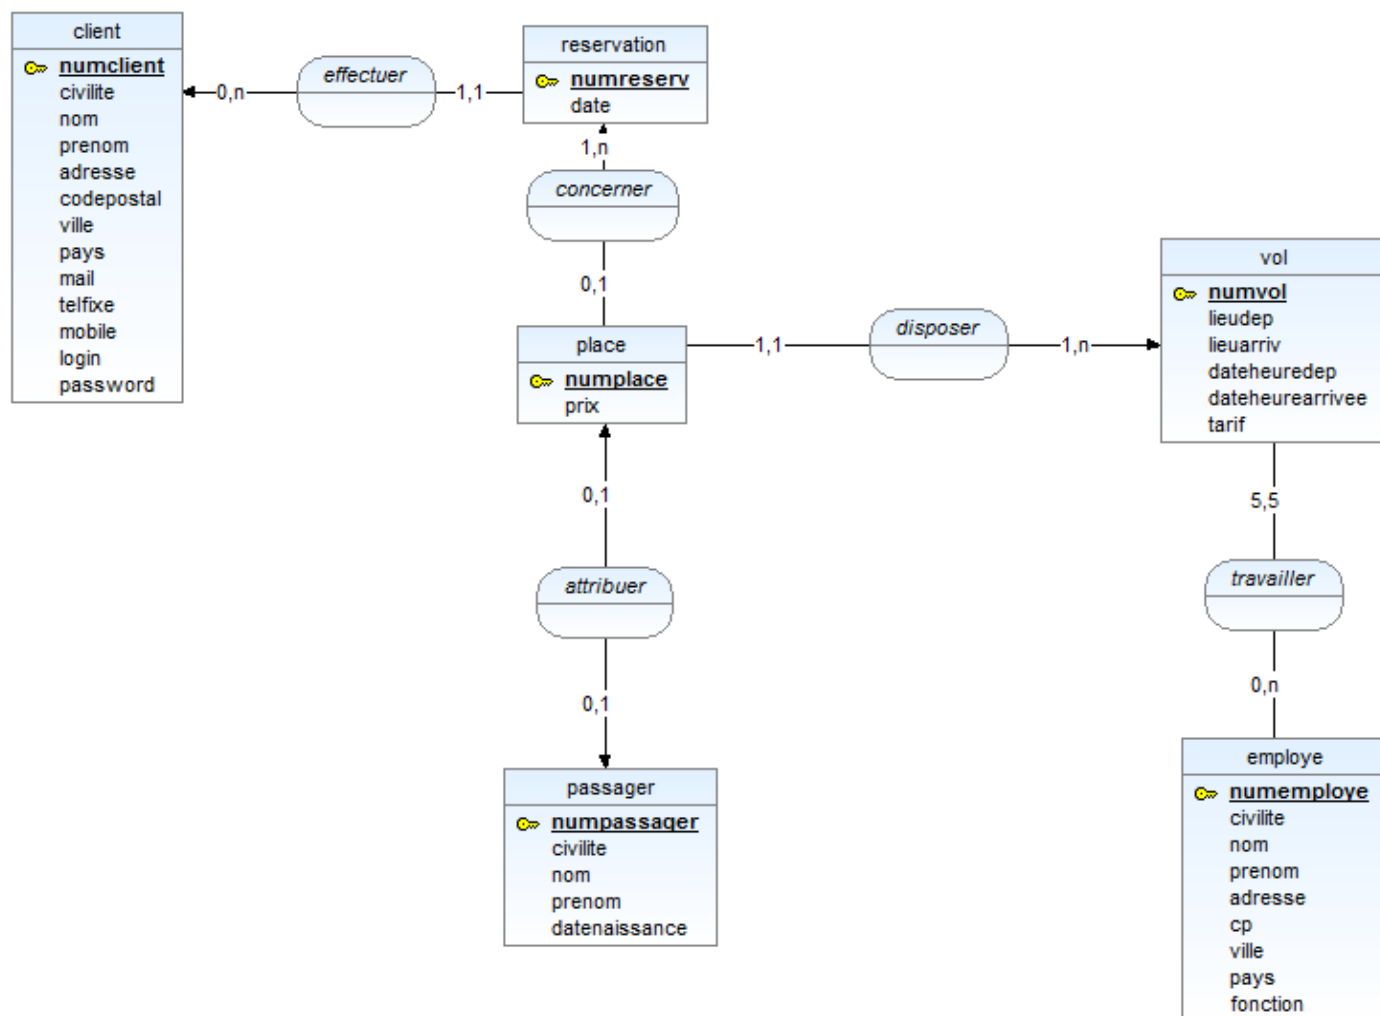 client
numclient
civilite
nom
prenom
adresse
codepostal
ville
pays
mail
telfixe
mobile
login
password
0,n
effectuer
1,1
reservation
numreserv
date
1,n
concerner
0,1
place
numplace
prix
1,1
disposer
1,n
vol
numvol
lieudep
lieuarriv
dateheuredep
dateheurearrivee
tarif
0,1
attribuer
0,1
passager
numpassager
civilite
nom
prenom
datenaissance
5,5
travailler
0,n
employe
numemploye
civilite
nom
prenom
adresse
cp
ville
pays
fonction